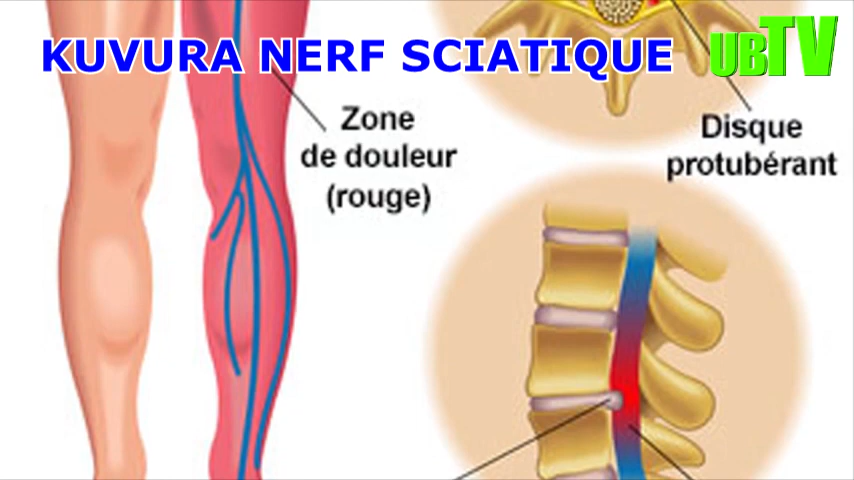 KUVURA NERF SCIATIQUE
UBTV
Zone
de douleur
(rouge)
Disque
protubérant